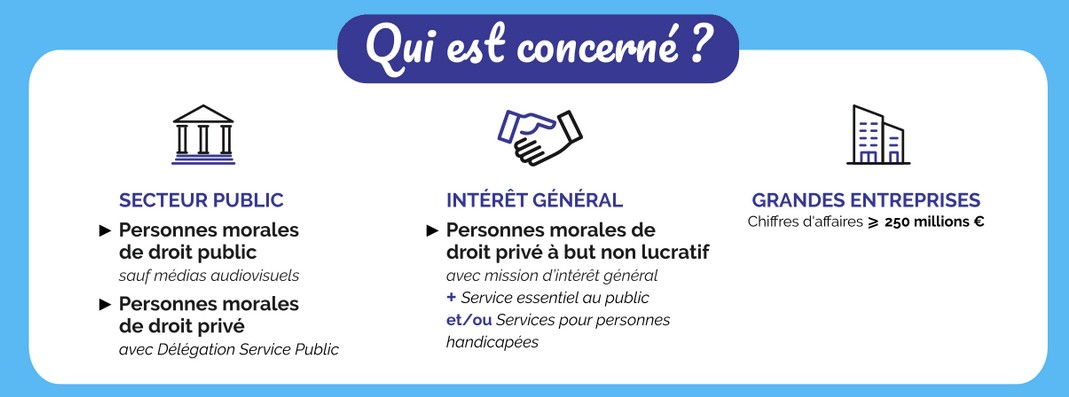 Qui est concerné ?
SECTEUR PUBLIC
► Personnes morales
de droit public
sauf médias audiovisuels
► Personnes morales
de droit privé
avec Délégation Service Public
INTÉRÊT GÉNÉRAL
► Personnes morales de
droit privé à but non lucratif
avec mission d'intérêt général
+ Service essentiel au public
et/ou Services pour personnes
handicapées
GRANDES ENTREPRISES
Chiffres d'affaires ⩾ 250 millions €